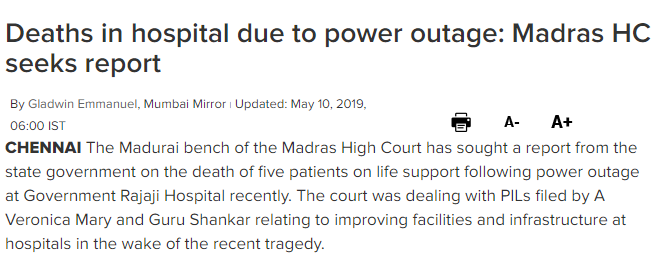 Deaths in hospital due to power outage: Madras HC
seeks report
By Gladwin Emmanuel, Mumbai Mirror | Updated: May 10, 2019,
06:00 IST
A- A+
CHENNAI The Madurai bench of the Madras High Court has sought a report from the
state government on the death of five patients on life support following power outage
at Government Rajaji Hospital recently. The court was dealing with PILs filed by A
Veronica Mary and Guru Shankar relating to improving facilities and infrastructure at
hospitals in the wake of the recent tragedy.